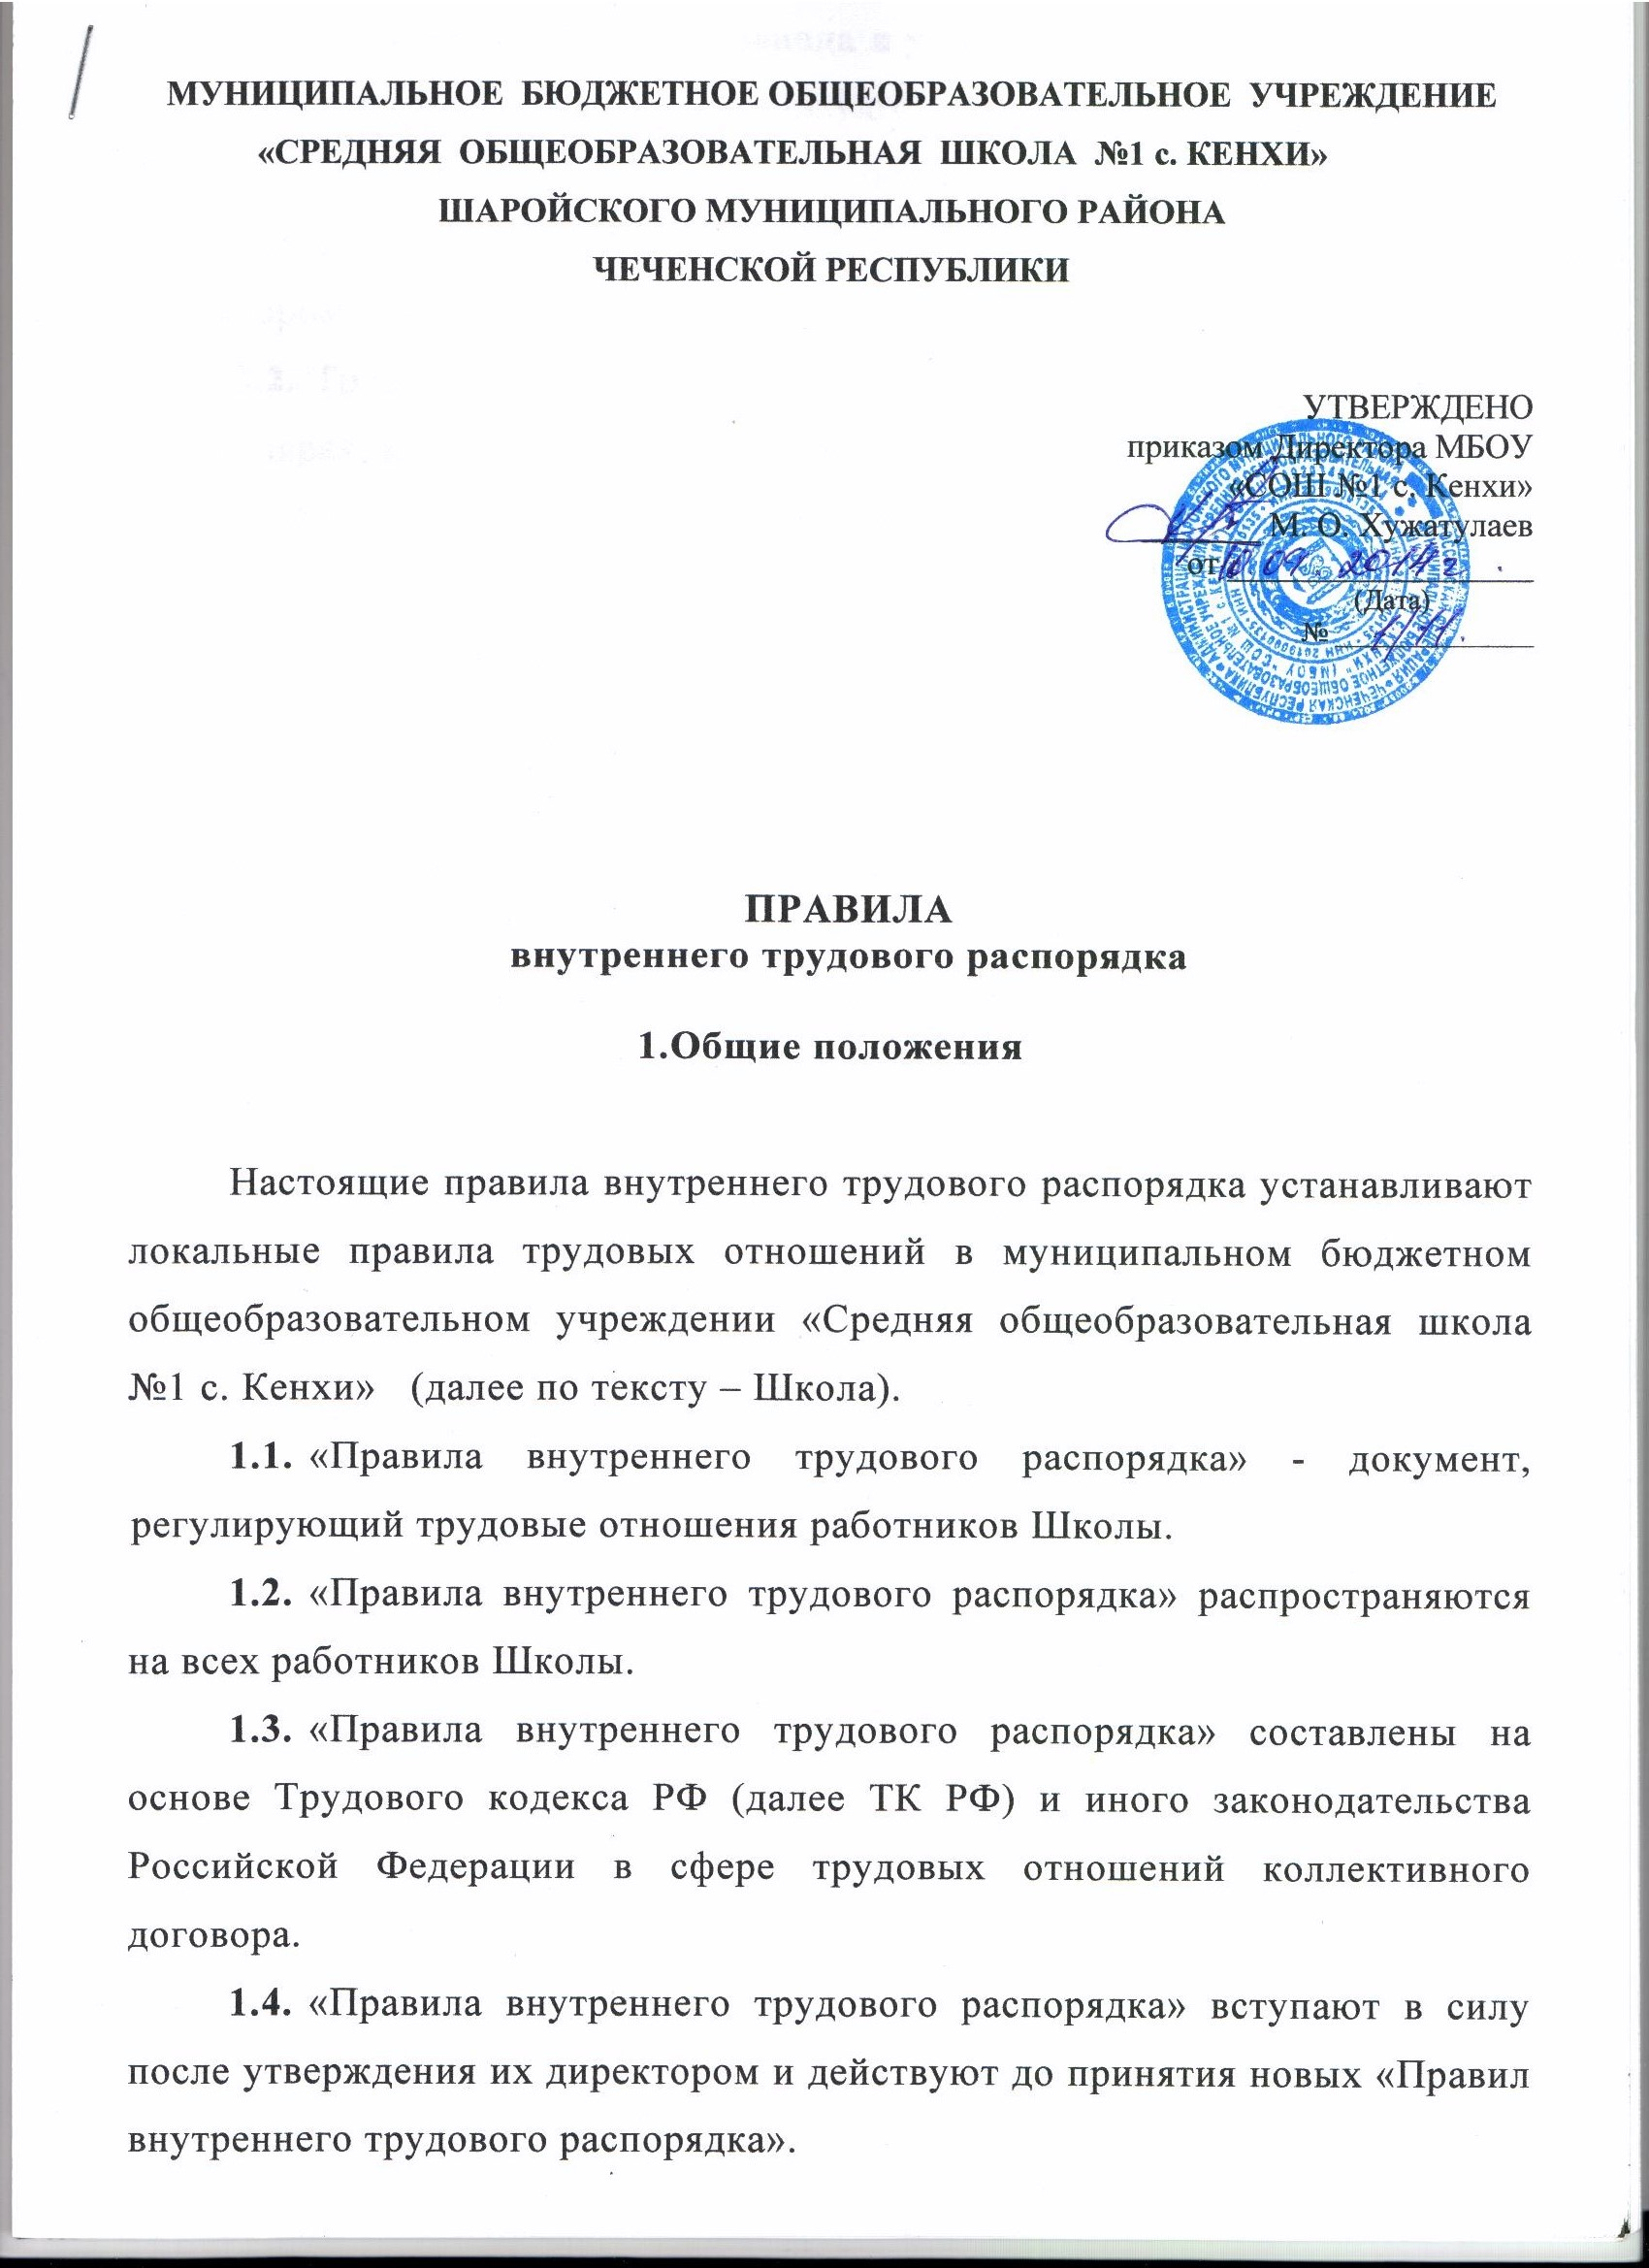 МУНИЦИПАЛЬНОЕ БЮДЖЕТНОЕ ОБЩЕОБРАЗОВАТЕЛЬНОЕ УЧРЕЖДЕНИЕ
«СРЕДНЯЯ ОБЩЕОБРАЗОВАТЕЛЬНАЯ ШКОЛА №1 с. КЕНХИ»
ШАРОЙСКОГО МУНИЦИПАЛЬНОГО РАЙОНА
ЧЕЧЕНСКОЙ РЕСПУБЛИКИ
УТВЕРЖДЕНО
приказом Директора МБОУ
«СОШ №1 с. Кенхи»
М. О. Хужатулаев
от 2014 г.
(Дата)
№
ПРАВИЛА
внутреннего трудового распорядка
1.Общие положения
Настоящие правила внутреннего трудового распорядка устанавливают
локальные правила трудовых отношений в муниципальном бюджетном
общеобразовательном учреждении «Средняя общеобразовательная школа
№1 с. Кенхи» (далее по тексту – Школа).
1.1. «Правила внутреннего трудового распорядка» - документ,
регулирующий трудовые отношения работников Школы.
1.2. «Правила внутреннего трудового распорядка» распространяются
на всех работников Школы.
1.3. «Правила внутреннего трудового распорядка» составлены на
основе Трудового кодекса РФ (далее ТК РФ) и иного законодательства
Российской Федерации в сфере трудовых отношений коллективного
договора.
1.4. «Правила внутреннего трудового распорядка» вступают в силу
после утверждения их директором и действуют до принятия новых «Правил
внутреннего трудового распорядка».